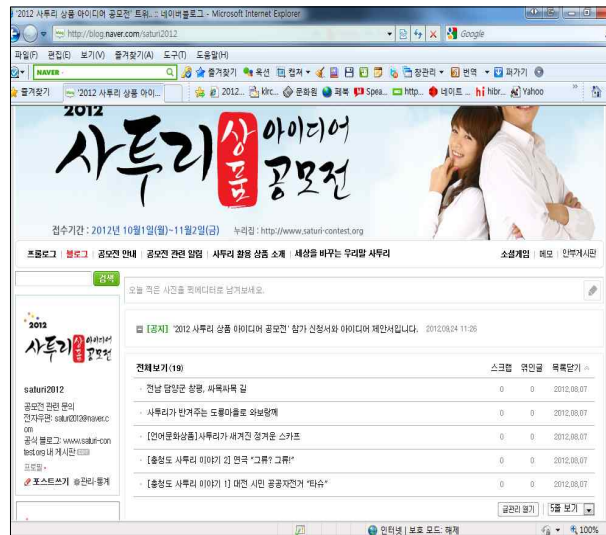 '2012 사투리 상품 아이디어 공모전' 트위.. :: 네이버블로그 - Microsoft Internet Explorer
http://blog.naver.com/saturi2012
Google
파일(F) 편집(E) 보기(V) 즐겨찾기(A) 도구(T) 도움말(H)
NAVER 즐겨찾기 옥션 캡쳐 장관리 번역 퍼가기
즐겨찾기 '2012 사투리 상품 아이... 2012... klrc... 문화원 페북 Spea... http... 네이트 ... hibr... Yahoo
2012
사투리 상품 아이디어 공모전
접수기간 : 2012년 10월1일(월)~11월2일(금) 누리집 : http://www.saturi-contest.org
프롤로그 | 블로그 | 공모전 안내 | 공모전 관련 알림 | 사투리 활용 상품 소개 | 세상을 바꾸는 우리말 사투리
소셜게임 | 메모 | 안부게시판
검색
오늘 찍은 사진을 퀵에디터로 남겨보세요.
2012
사투리 상품 아이디어 공모전
[공지] '2012 사투리 상품 아이디어 공모전' 참가 신청서와 아이디어 제안서입니다. 2012.08.24 11:26
전체보기(19) 스크랩 엮인글 목록닫기
전남 담양군 창평, 싸목싸목 길 0 0 2012.08.07
사투리가 반겨주는 도롱마을로 와보랑께 0 0 2012.08.07
[언어문화상품]사투리가 새겨진 정겨운 스카프 0 0 2012.08.07
[충청도 사투리 이야기 2] 연극 "그류? 그류!" 0 0 2012.08.07
[충청도 사투리 이야기 1] 대전 시민 공공자전거 "타슈" 0 0 2012.08.07
글관리 열기 5줄 보기
saturi2012
공모전 관련 문의
전자우편: saturi2012@naver.c
om
공식 블로그: www.saturi-con
test.org 내 게시판
프로필
포스트쓰기 관리·통계
인터넷 | 보호 모드: 해제 100%